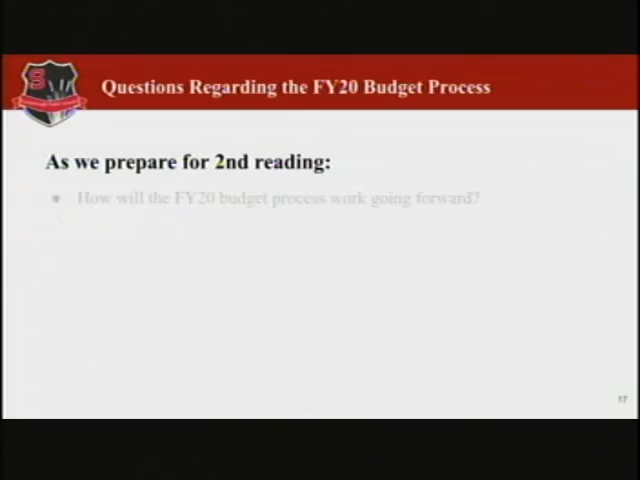 Questions Regarding the FY20 Budget Process
As we prepare for 2nd reading:
• How will the FY20 budget process work going forward?
17